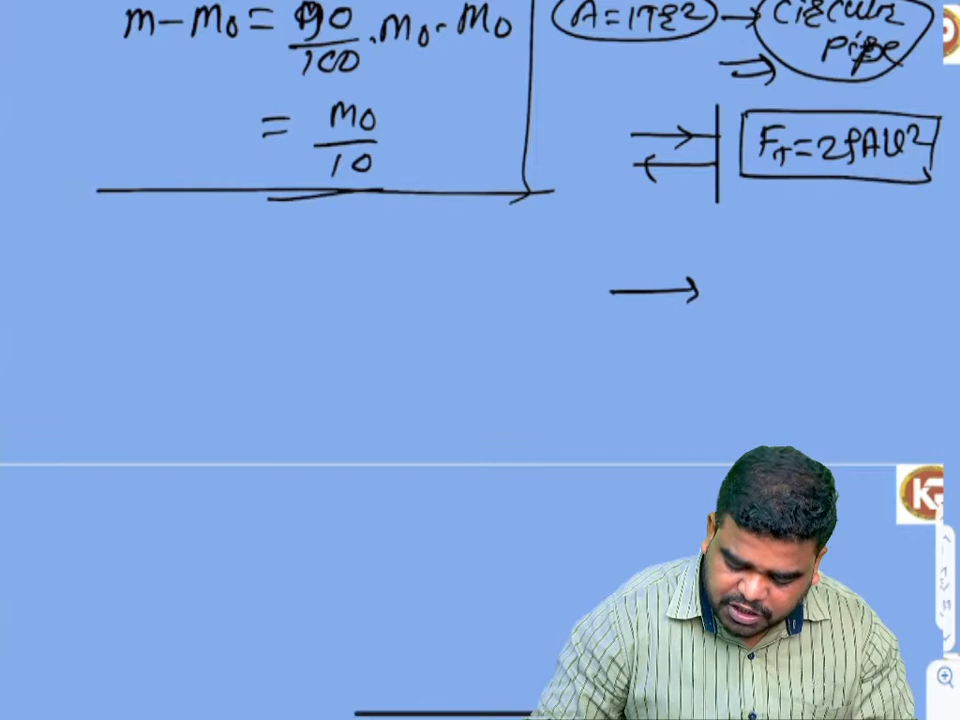 m - m₀ = 90/100 · m₀ - m₀
= m₀/10
A = πr² → circular
pipe
F_T = 2ρAv²